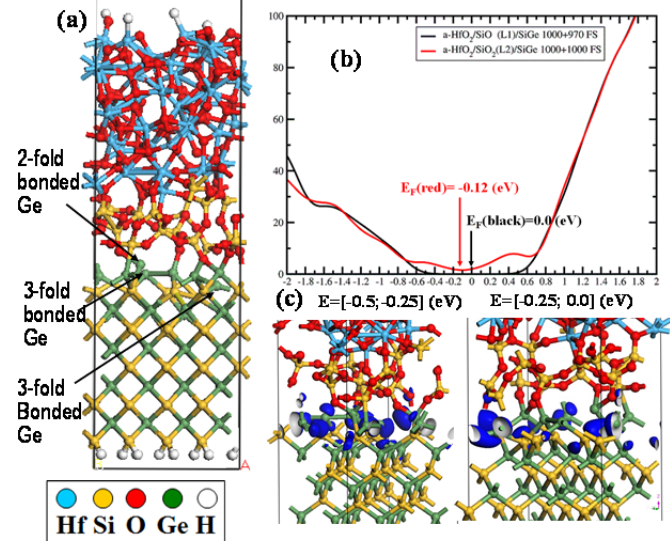 (a)
2-fold
bonded
Ge
3-fold
bonded
Ge
3-fold
Bonded
Ge
A
Hf Si O Ge H
100
80
60
40
20
0
(b)
a-HfO2/SiO (L1)/SiGe 1000+970 FS
a-HfO2/SiO2(L2)/SiGe 1000+1000 FS
EF(red)= -0.12 (eV)
EF(black)=0.0 (eV)
-2 -1.8 -1.6 -1.4 -1.2 -1 -0.8 -0.6 -0.4 -0.2 0 0.2 0.4 0.6 0.8 1 1.2 1.4 1.6 1.8 2
(c) E=[-0.5;-0.25] (eV) E=[-0.25; 0.0] (eV)